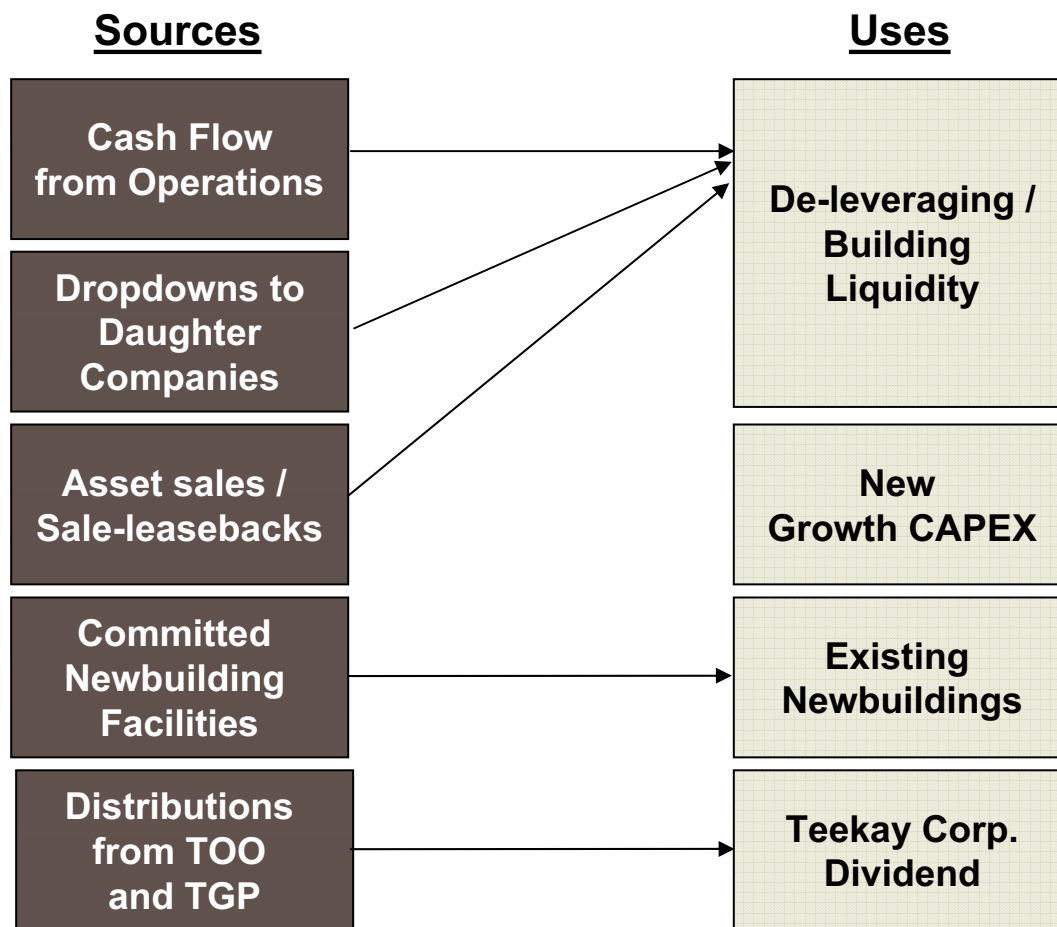 Sources
Uses
Cash Flow
from Operations
Dropdowns to
Daughter
Companies
Asset sales /
Sale-leasebacks
Committed
Newbuilding
Facilities
Distributions
from TOO
and TGP
De-leveraging /
Building
Liquidity
New
Growth CAPEX
Existing
Newbuildings
Teekay Corp.
Dividend